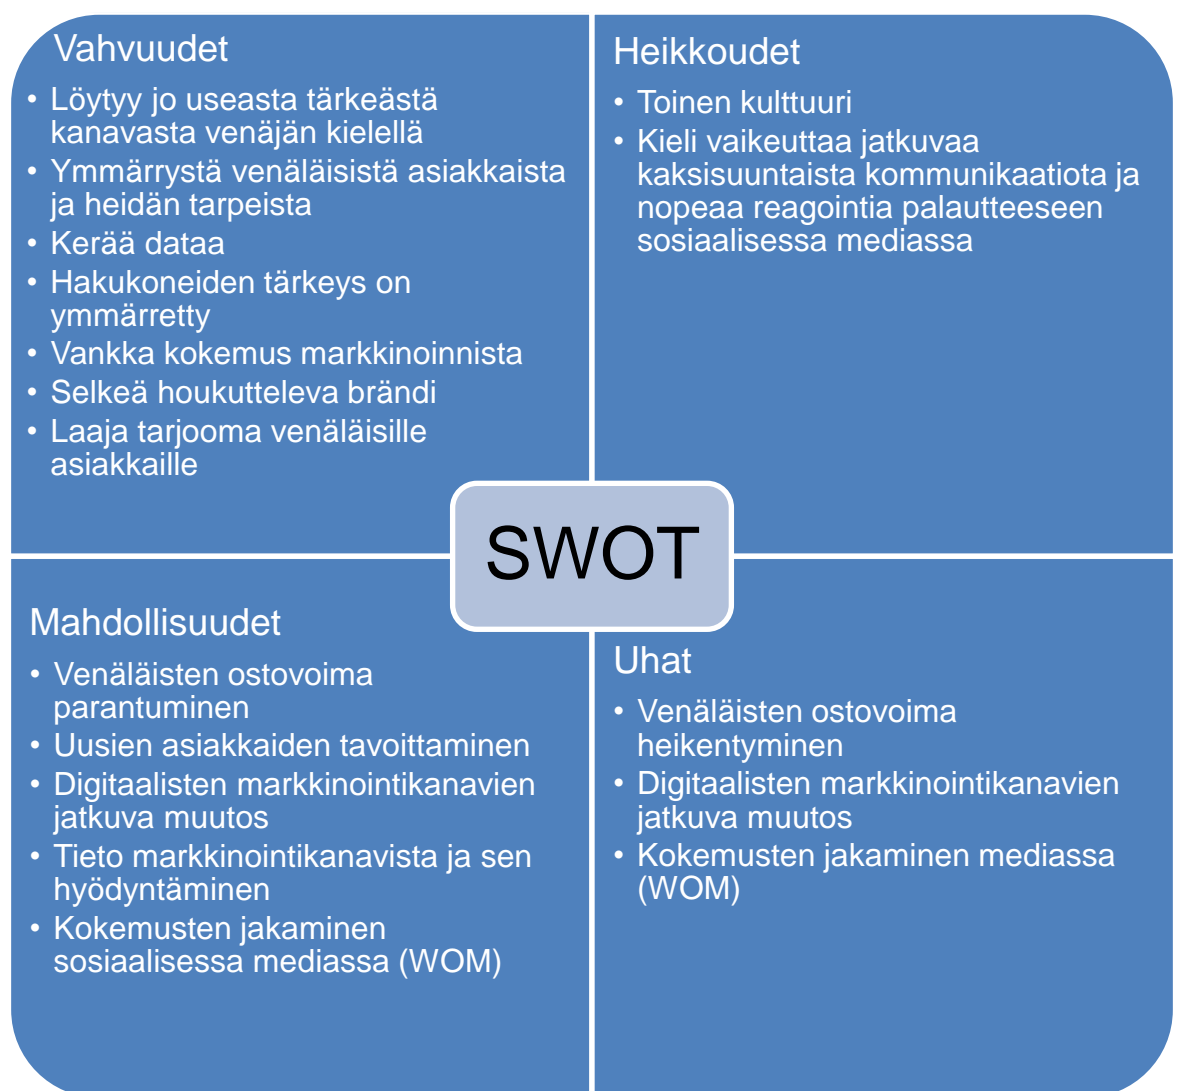 Vahvuudet
• Löytyy jo useasta tärkeästä
kanavasta venäjän kielellä
• Ymmärrystä venäläisistä asiakkaista
ja heidän tarpeista
• Kerää dataa
• Hakukoneiden tärkeys on
ymmärretty
• Vankka kokemus markkinoinnista
• Selkeä houkutteleva brändi
• Laaja tarjooma venäläisille
asiakkaille
Heikkoudet
• Toinen kulttuuri
• Kieli vaikeuttaa jatkuvaa
kaksisuuntaista kommunikaatiota ja
nopeaa reagointia palautteeseen
sosiaalisessa mediassa
SWOT
Mahdollisuudet
• Venäläisten ostovoima
parantuminen
• Uusien asiakkaiden tavoittaminen
• Digitaalisten markkinointikanavien
jatkuva muutos
• Tieto markkinointikanavista ja sen
hyödyntäminen
• Kokemusten jakaminen
sosiaalisessa mediassa (WOM)
Uhat
• Venäläisten ostovoima
heikentyminen
• Digitaalisten markkinointikanavien
jatkuva muutos
• Kokemusten jakaminen mediassa
(WOM)